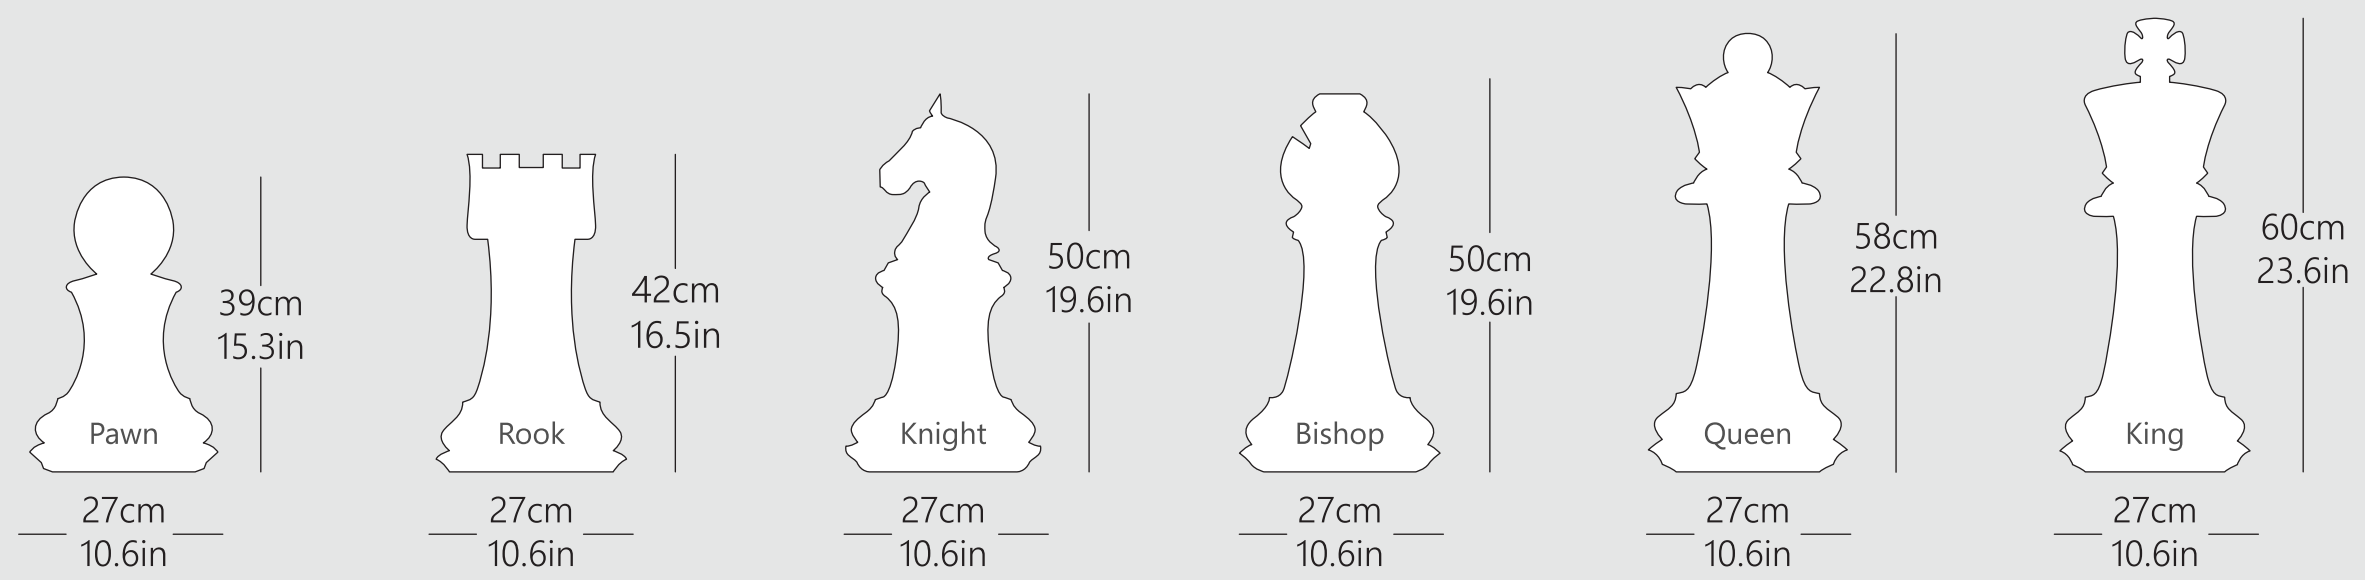 Pawn
39cm
15.3in
27cm
10.6in
Rook
42cm
16.5in
27cm
10.6in
Knight
50cm
19.6in
27cm
10.6in
Bishop
50cm
19.6in
27cm
10.6in
Queen
58cm
22.8in
27cm
10.6in
King
60cm
23.6in
27cm
10.6in